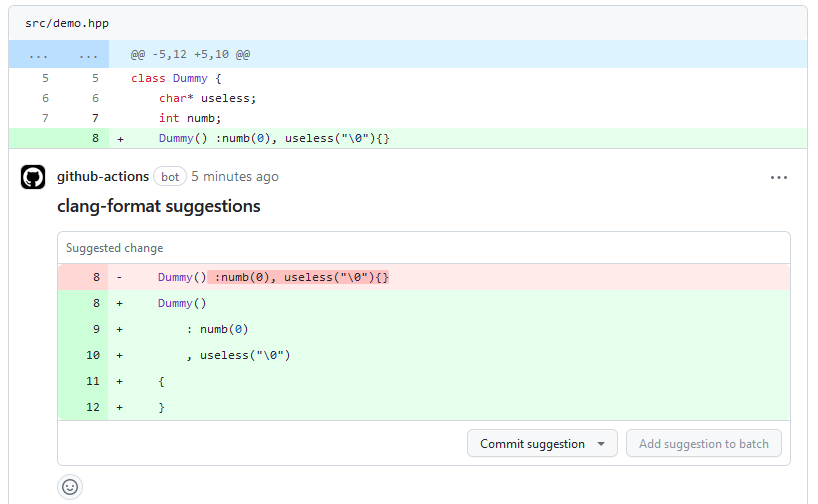 src/demo.hpp
... ... @@ -5,12 +5,10 @@
5 5 class Dummy {
6 6 char* useless;
7 7 int numb;
8 + Dummy() :numb(0), useless("\0"){}
github-actions bot 5 minutes ago ...
clang-format suggestions
Suggested change
8 - Dummy() :numb(0), useless("\0"){}
8 + Dummy()
9 + : numb(0)
10 + , useless("\0")
11 + {
12 + }
Commit suggestion Add suggestion to batch